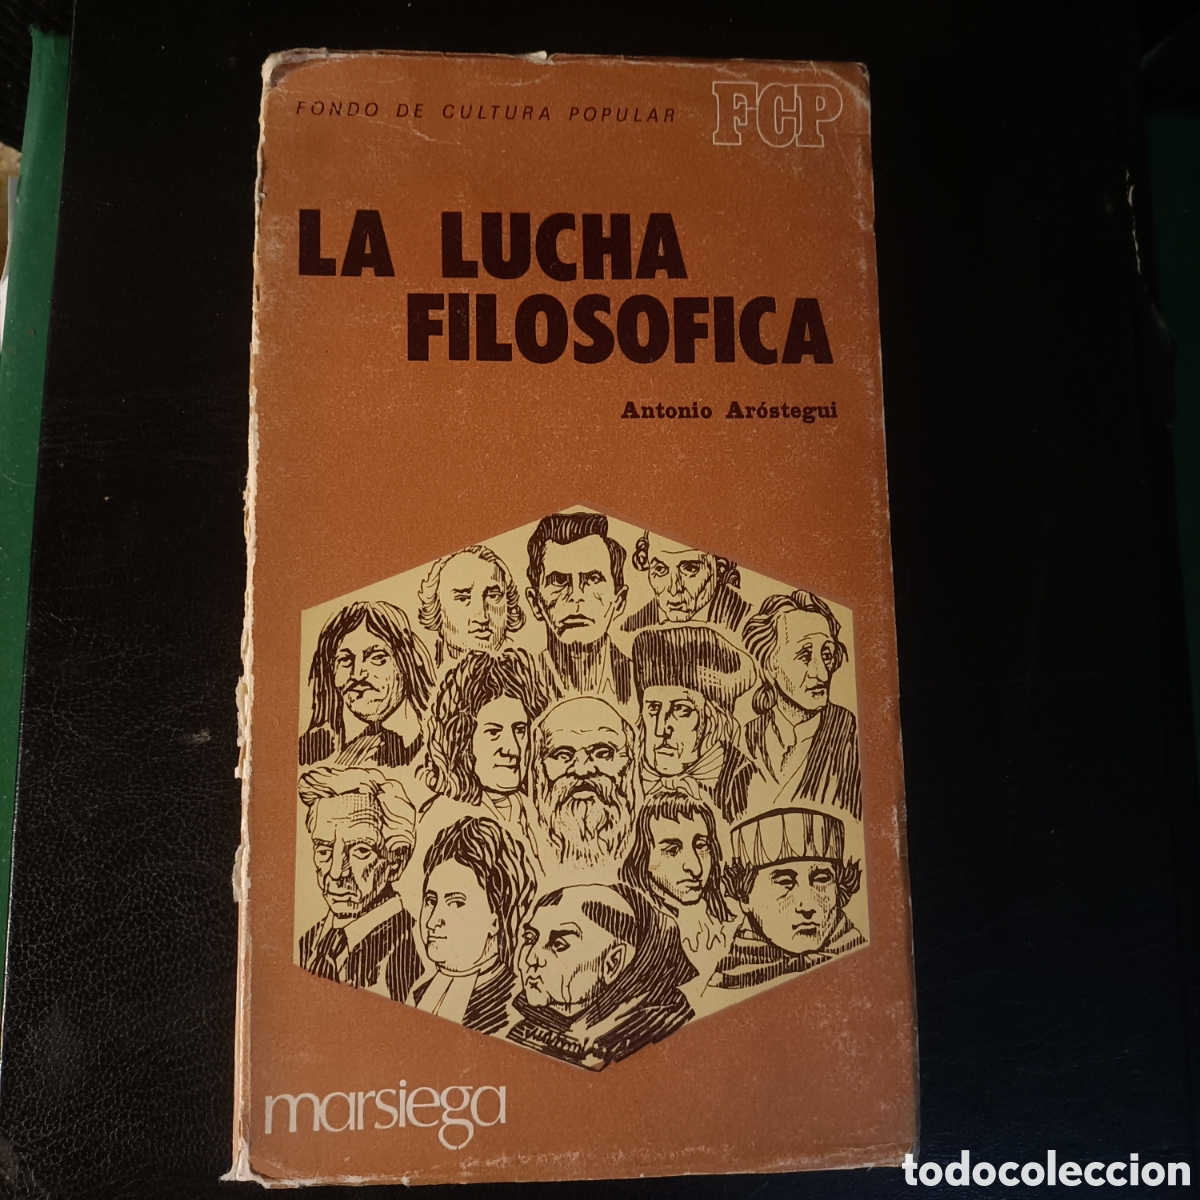 FONDO DE CULTURA POPULAR FCP
LA LUCHA
FILOSOFICA
Antonio Aróstegui
marsiega
todocoleccion